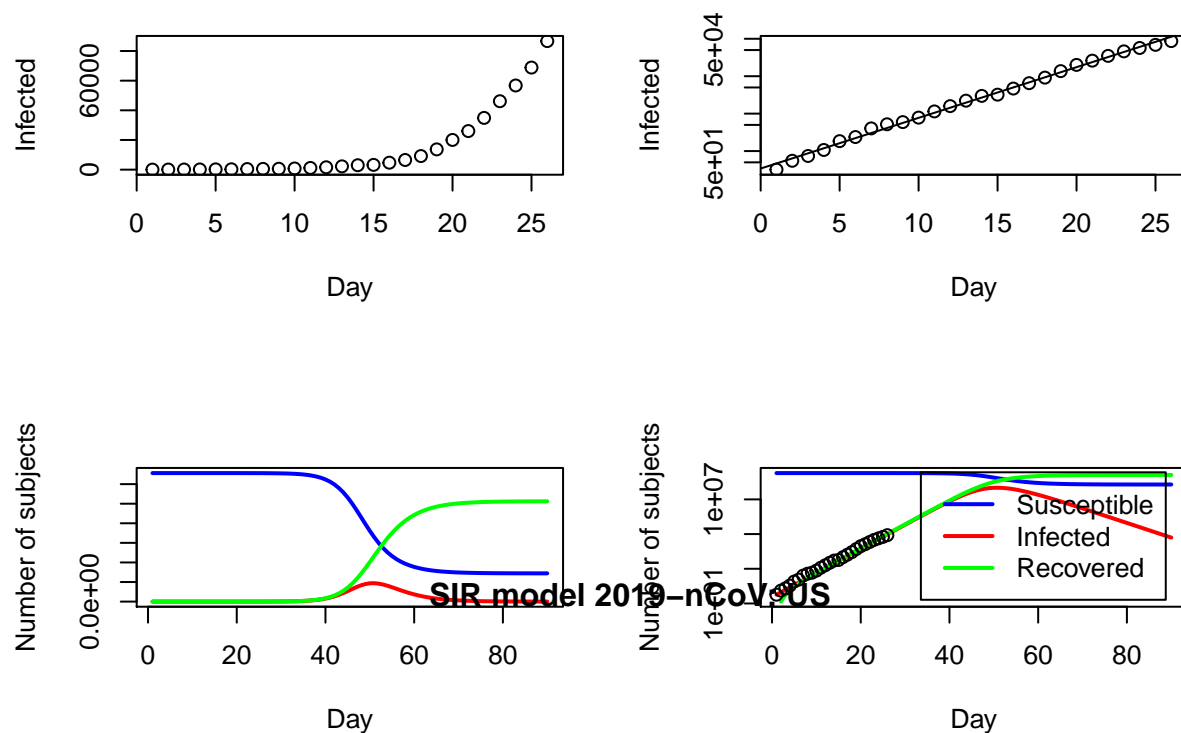 Infected
60000
0
0 5 10 15 20 25
Day
Infected
5e+04
5e+01
0 5 10 15 20 25
Day
Number of subjects
0.0e+00
0 20 40 60 80
Day
Number of subjects
1e+07
1e+01
0 20 40 60 80
Day
Susceptible
Infected
Recovered
SIR model 2019–nCoV: US